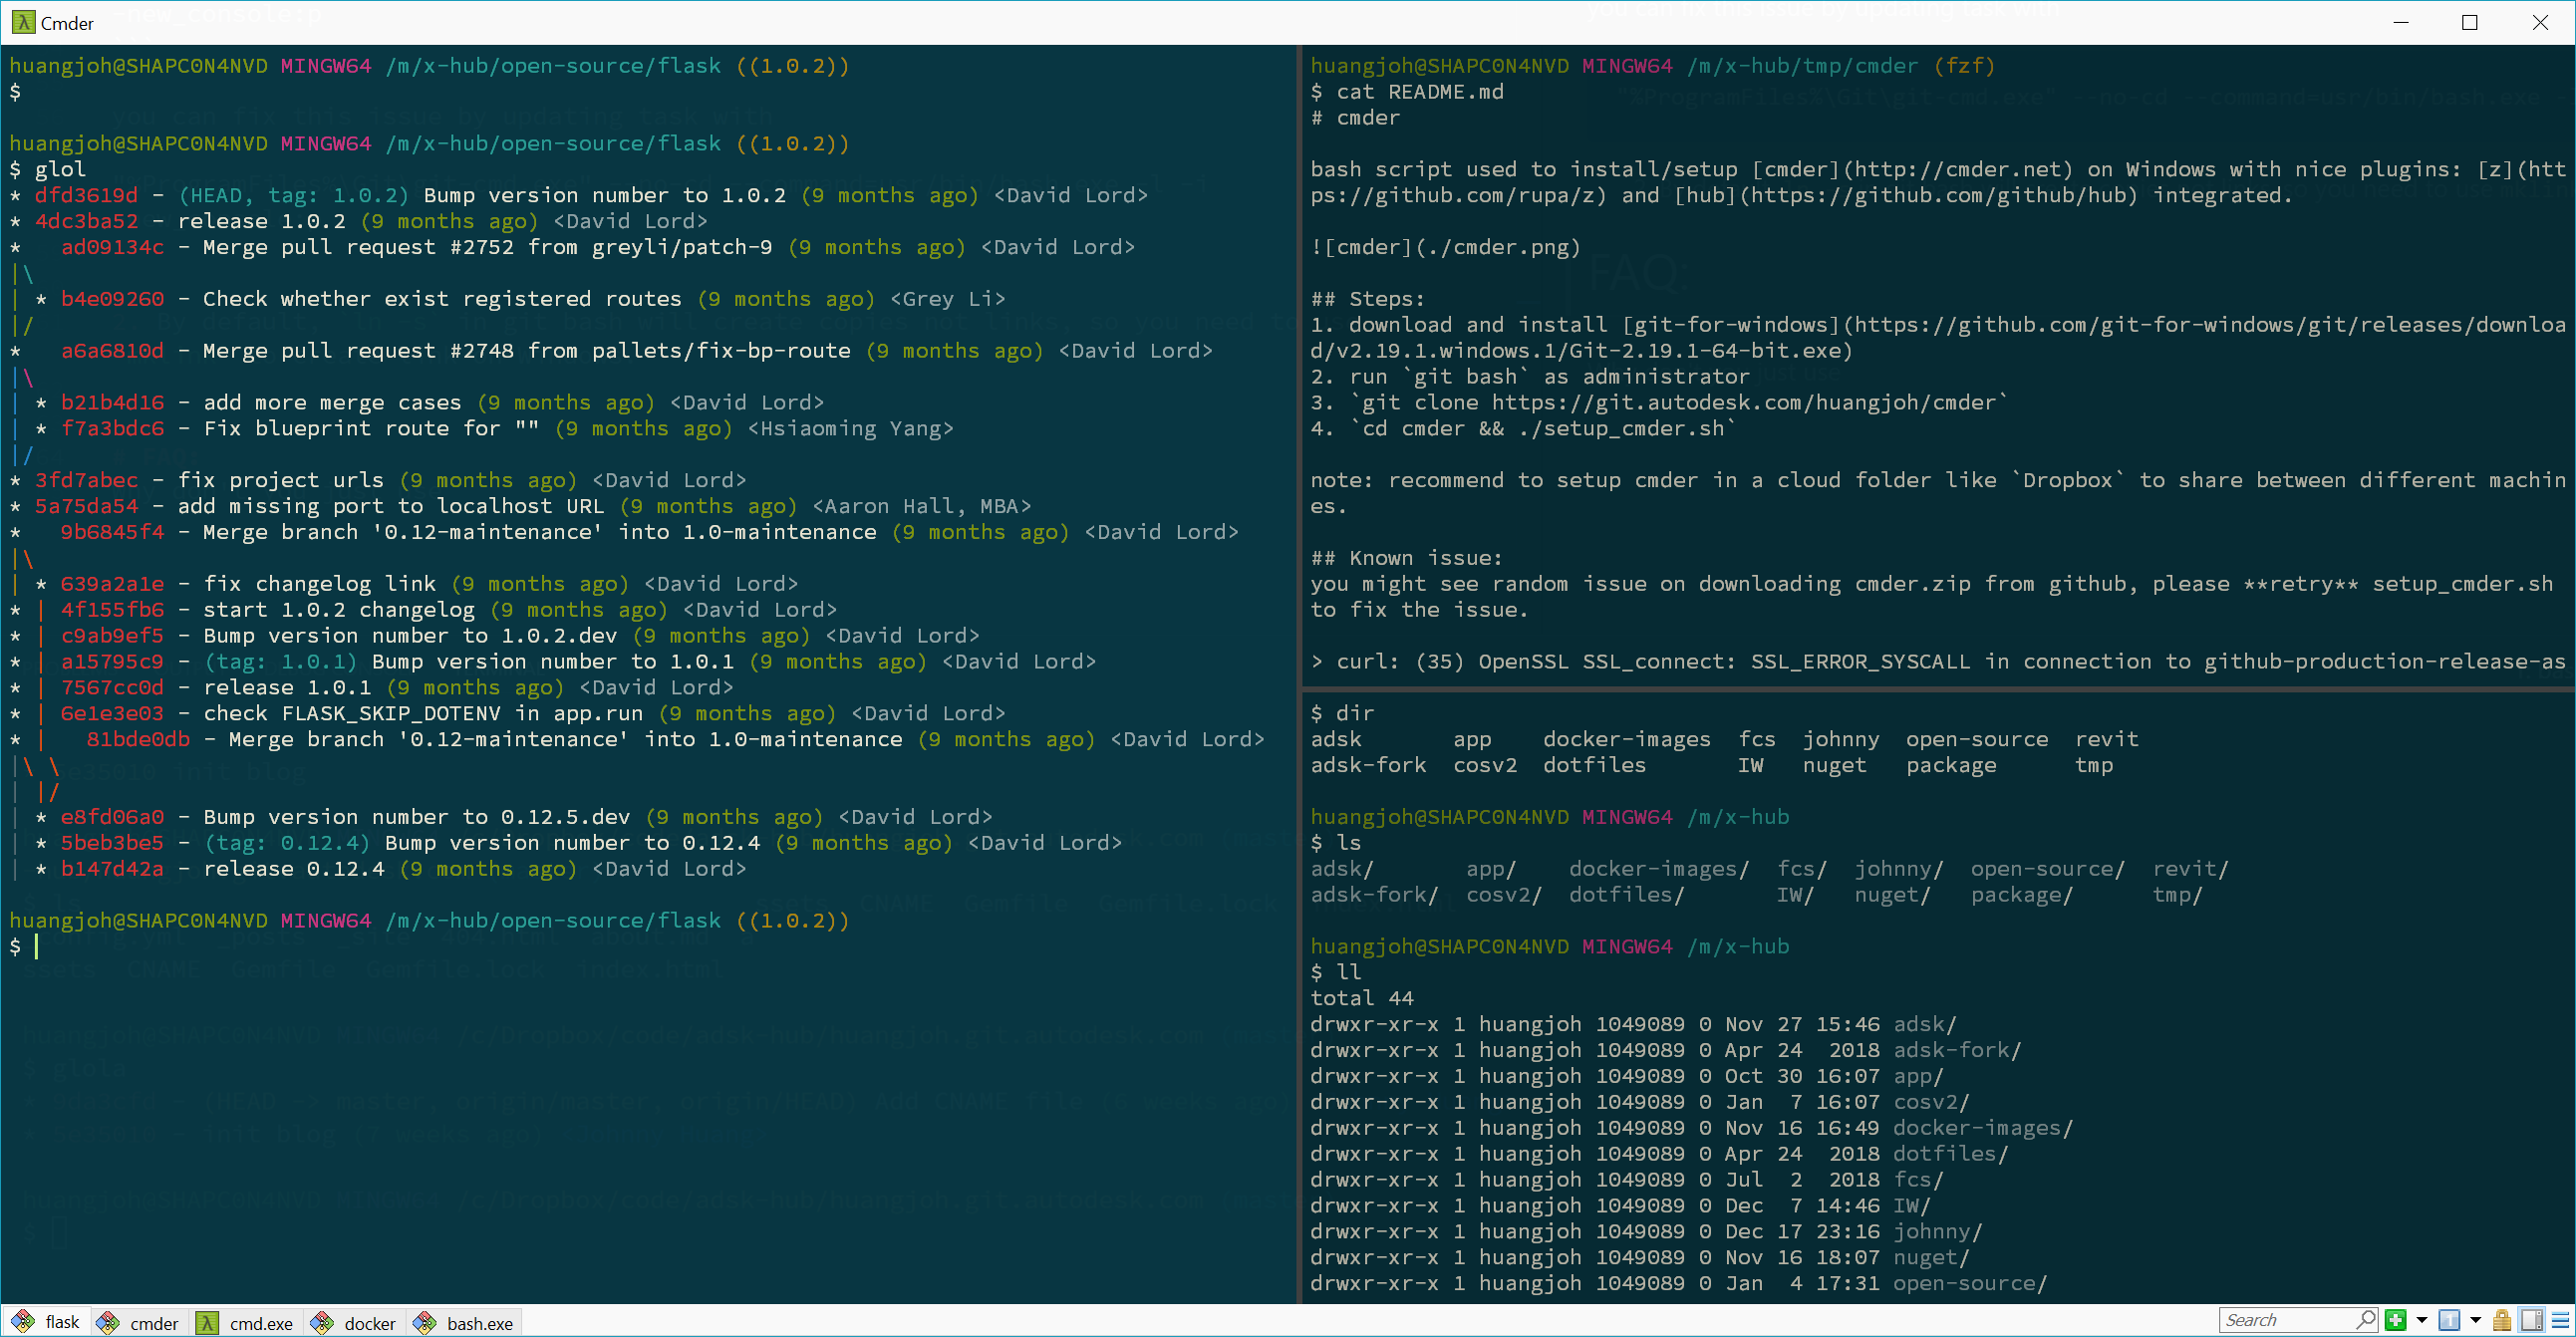 Cmder
huangjoh@SHAPC0N4NVD MINGW64 /m/x-hub/open-source/flask ((1.0.2))
$
huangjoh@SHAPC0N4NVD MINGW64 /m/x-hub/open-source/flask ((1.0.2))
$ glol
* dfd3619d - (HEAD, tag: 1.0.2) Bump version number to 1.0.2 (9 months ago) <David Lord>
* 4dc3ba52 - release 1.0.2 (9 months ago) <David Lord>
*   ad09134c - Merge pull request #2752 from greyli/patch-9 (9 months ago) <David Lord>
|\
| * b4e09260 - Check whether exist registered routes (9 months ago) <Grey Li>
|/
*   a6a6810d - Merge pull request #2748 from pallets/fix-bp-route (9 months ago) <David Lord>
|\
| * b21b4d16 - add more merge cases (9 months ago) <David Lord>
| * f7a3bdc6 - Fix blueprint route for "" (9 months ago) <Hsiaoming Yang>
|/
* 3fd7abec - fix project urls (9 months ago) <David Lord>
* 5a75da54 - add missing port to localhost URL (9 months ago) <Aaron Hall, MBA>
*   9b6845f4 - Merge branch '0.12-maintenance' into 1.0-maintenance (9 months ago) <David Lord>
|\
| * 639a2a1e - fix changelog link (9 months ago) <David Lord>
* | 4f155fb6 - start 1.0.2 changelog (9 months ago) <David Lord>
* | c9ab9ef5 - Bump version number to 1.0.2.dev (9 months ago) <David Lord>
* | a15795c9 - (tag: 1.0.1) Bump version number to 1.0.1 (9 months ago) <David Lord>
* | 7567cc0d - release 1.0.1 (9 months ago) <David Lord>
* | 6e1e3e03 - check FLASK_SKIP_DOTENV in app.run (9 months ago) <David Lord>
* |   81bde0db - Merge branch '0.12-maintenance' into 1.0-maintenance (9 months ago) <David Lord>
|\ \
| |/
| * e8fd06a0 - Bump version number to 0.12.5.dev (9 months ago) <David Lord>
| * 5beb3be5 - (tag: 0.12.4) Bump version number to 0.12.4 (9 months ago) <David Lord>
| * b147d42a - release 0.12.4 (9 months ago) <David Lord>
huangjoh@SHAPC0N4NVD MINGW64 /m/x-hub/open-source/flask ((1.0.2))
$
huangjoh@SHAPC0N4NVD MINGW64 /m/x-hub/tmp/cmder (fzf)
$ cat README.md
# cmder
bash script used to install/setup [cmder](http://cmder.net) on Windows with nice plugins: [z](htt
ps://github.com/rupa/z) and [hub](https://github.com/github/hub) integrated.
![cmder](./cmder.png)
## Steps:
1. download and install [git-for-windows](https://github.com/git-for-windows/git/releases/downloa
d/v2.19.1.windows.1/Git-2.19.1-64-bit.exe)
2. run `git bash` as administrator
3. `git clone https://git.autodesk.com/huangjoh/cmder`
4. `cd cmder && ./setup_cmder.sh`
note: recommend to setup cmder in a cloud folder like `Dropbox` to share between different machin
es.
## Known issue:
you might see random issue on downloading cmder.zip from github, please **retry** setup_cmder.sh
to fix the issue.
> curl: (35) OpenSSL SSL_connect: SSL_ERROR_SYSCALL in connection to github-production-release-as
$ dir
adsk       app    docker-images  fcs  johnny  open-source  revit
adsk-fork  cosv2  dotfiles       IW   nuget   package      tmp
huangjoh@SHAPC0N4NVD MINGW64 /m/x-hub
$ ls
adsk/       app/    docker-images/  fcs/  johnny/  open-source/  revit/
adsk-fork/  cosv2/  dotfiles/       IW/   nuget/   package/      tmp/
huangjoh@SHAPC0N4NVD MINGW64 /m/x-hub
$ ll
total 44
drwxr-xr-x 1 huangjoh 1049089 0 Nov 27 15:46 adsk/
drwxr-xr-x 1 huangjoh 1049089 0 Apr 24  2018 adsk-fork/
drwxr-xr-x 1 huangjoh 1049089 0 Oct 30 16:07 app/
drwxr-xr-x 1 huangjoh 1049089 0 Jan  7 16:07 cosv2/
drwxr-xr-x 1 huangjoh 1049089 0 Nov 16 16:49 docker-images/
drwxr-xr-x 1 huangjoh 1049089 0 Apr 24  2018 dotfiles/
drwxr-xr-x 1 huangjoh 1049089 0 Jul  2  2018 fcs/
drwxr-xr-x 1 huangjoh 1049089 0 Dec  7 14:46 IW/
drwxr-xr-x 1 huangjoh 1049089 0 Dec 17 23:16 johnny/
drwxr-xr-x 1 huangjoh 1049089 0 Nov 16 18:07 nuget/
drwxr-xr-x 1 huangjoh 1049089 0 Jan  4 17:31 open-source/
flask cmder cmd.exe docker bash.exe Search